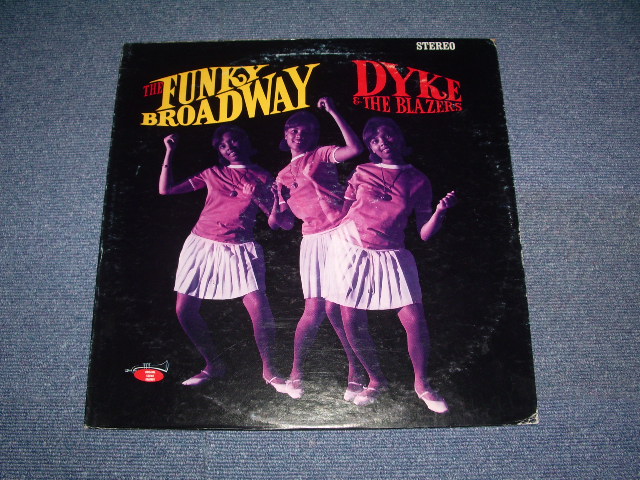 STEREO
THE FUNKY
BROADWAY
DYKE
& THE BLAZERS